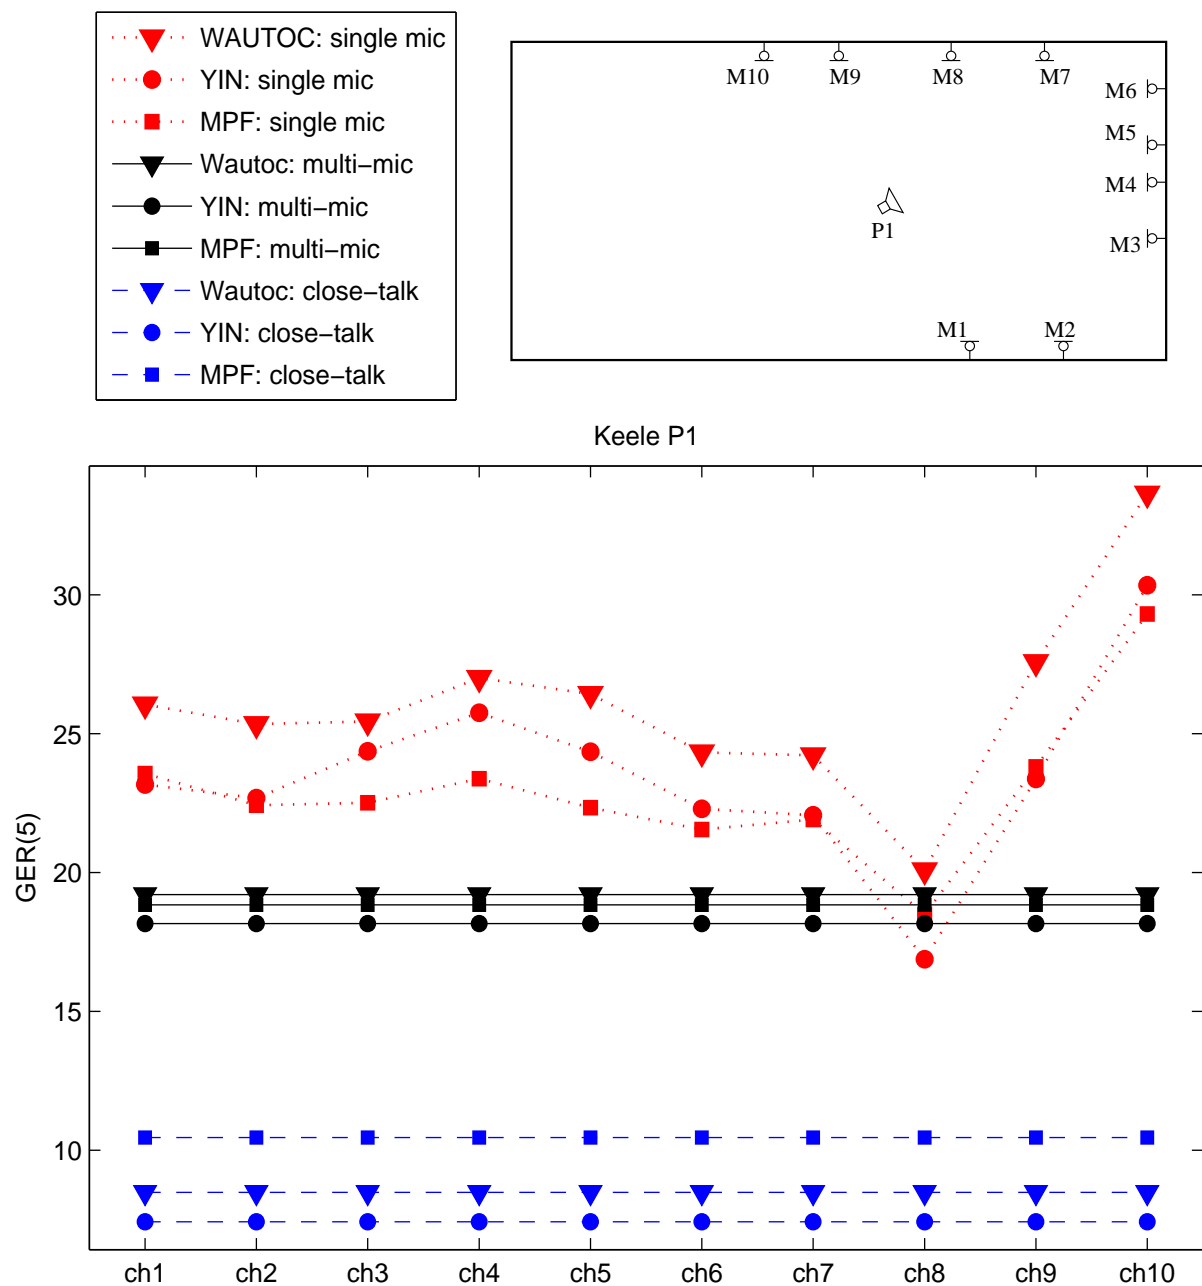 WAUTOC: single mic
YIN: single mic
MPF: single mic
Wautoc: multi−mic
YIN: multi−mic
MPF: multi−mic
Wautoc: close−talk
YIN: close−talk
MPF: close−talk
M10 M9 M8 M7
M6
M5
M4
M3
P1
M1 M2
Keele P1
30
25
20
15
10
GER(5)
ch1 ch2 ch3 ch4 ch5 ch6 ch7 ch8 ch9 ch10